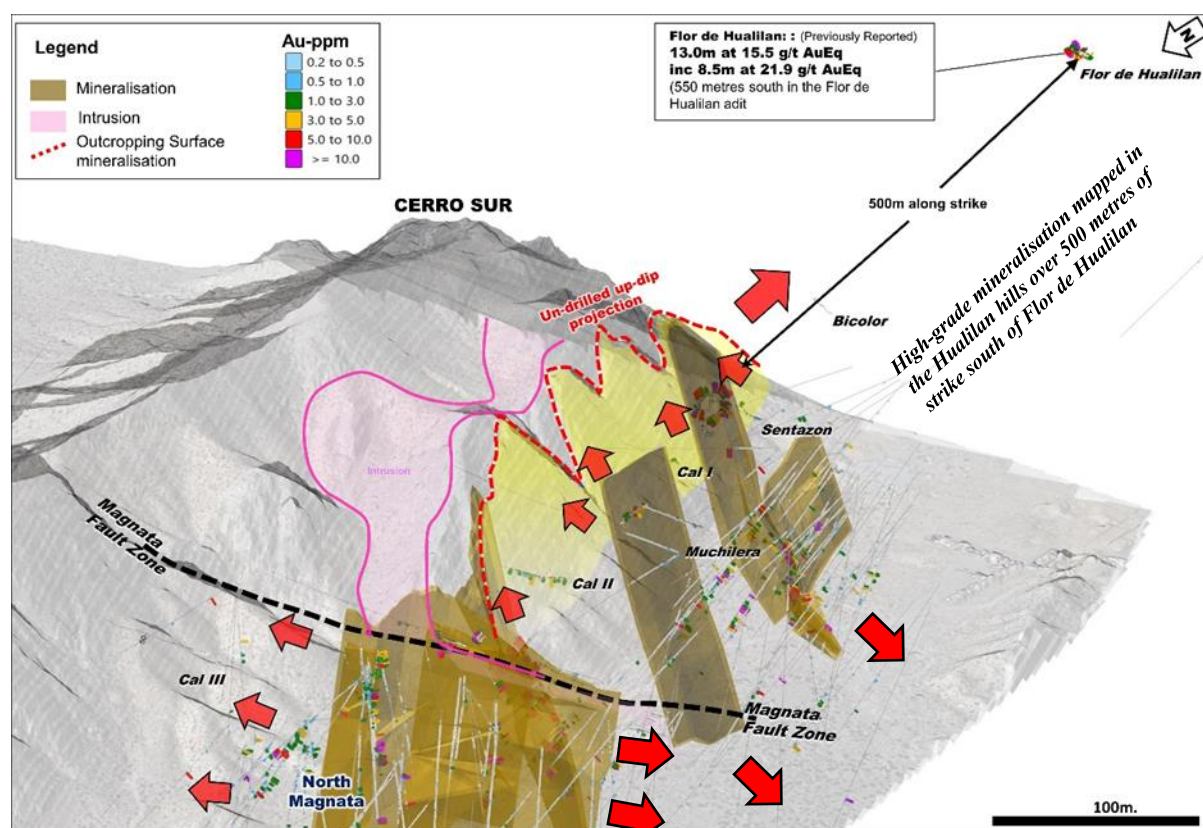 Legend
Mineralisation
Intrusion
Outcropping Surface
mineralisation
Au-ppm
0.2 to 0.5
0.5 to 1.0
1.0 to 3.0
3.0 to 5.0
5.0 to 10.0
>= 10.0
Flor de Hualilan: : (Previously Reported)
13.0m at 15.5 g/t AuEq
inc 8.5m at 21.9 g/t AuEq
(550 metres south in the Flor de
Hualilan adit
N
Flor de Hualilan
CERRO SUR
500m along strike
High-grade mineralisation mapped in
the Hualilan hills over 500 metres of
strike south of Flor de Hualilan
Un-drilled up-dip
projection
Bicolor
Sentazon
Cal I
Intrusion
Magnata
Fault Zone
Muchilera
Cal II
Cal III
Magnata
Fault Zone
North
Magnata
100m.